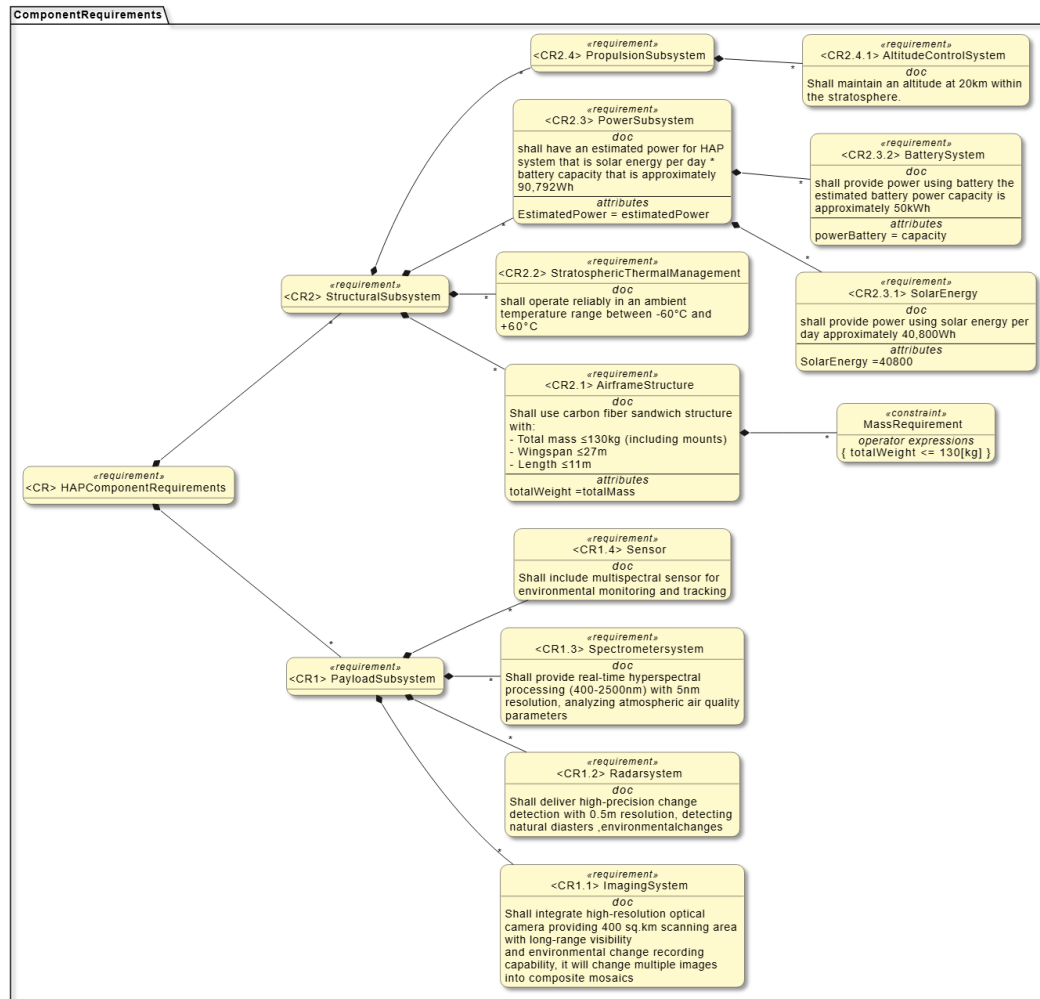 ComponentRequirements
«requirement»
<CR2.4> PropulsionSubsystem
*
«requirement»
<CR2.4.1> AltitudeControlSystem
doc
Shall maintain an altitude at 20km within
the stratosphere.
*
«requirement»
<CR2.3> PowerSubsystem
doc
shall have an estimated power for HAP
system that is solar energy per day *
battery capacity that is approximately
90,792Wh
attributes
EstimatedPower = estimatedPower
*
«requirement»
<CR2.3.2> BatterySystem
doc
shall provide power using battery the
estimated battery power capacity is
approximately 50kWh
attributes
powerBattery = capacity
*
«requirement»
<CR2.2> StratosphericThermalManagement
doc
shall operate reliably in an ambient
temperature range between -60°C and
+60°C
*
«requirement»
<CR2.3.1> SolarEnergy
doc
shall provide power using solar energy per
day approximately 40,800Wh
attributes
SolarEnergy =40800
*
«requirement»
<CR2> StructuralSubsystem
*
«requirement»
<CR2.1> AirframeStructure
doc
Shall use carbon fiber sandwich structure
with:
- Total mass ≤130kg (including mounts)
- Wingspan ≤27m
- Length ≤11m
attributes
totalWeight =totalMass
*
«constraint»
MassRequirement
operator expressions
{ totalWeight <= 130[kg] }
*
«requirement»
<CR> HAPComponentRequirements
«requirement»
<CR1.4> Sensor
doc
Shall include multispectral sensor for
environmental monitoring and tracking
*
«requirement»
<CR1.3> Spectrometersystem
doc
Shall provide real-time hyperspectral
processing (400-2500nm) with 5nm
resolution, analyzing atmospheric air quality
parameters
*
«requirement»
<CR1> PayloadSubsystem
*
«requirement»
<CR1.2> Radarsystem
doc
Shall deliver high-precision change
detection with 0.5m resolution, detecting
natural diasters ,environmentalchanges
*
«requirement»
<CR1.1> ImagingSystem
doc
Shall integrate high-resolution optical
camera providing 400 sq.km scanning area
with long-range visibility
and environmental change recording
capability, it will change multiple images
into composite mosaics
*